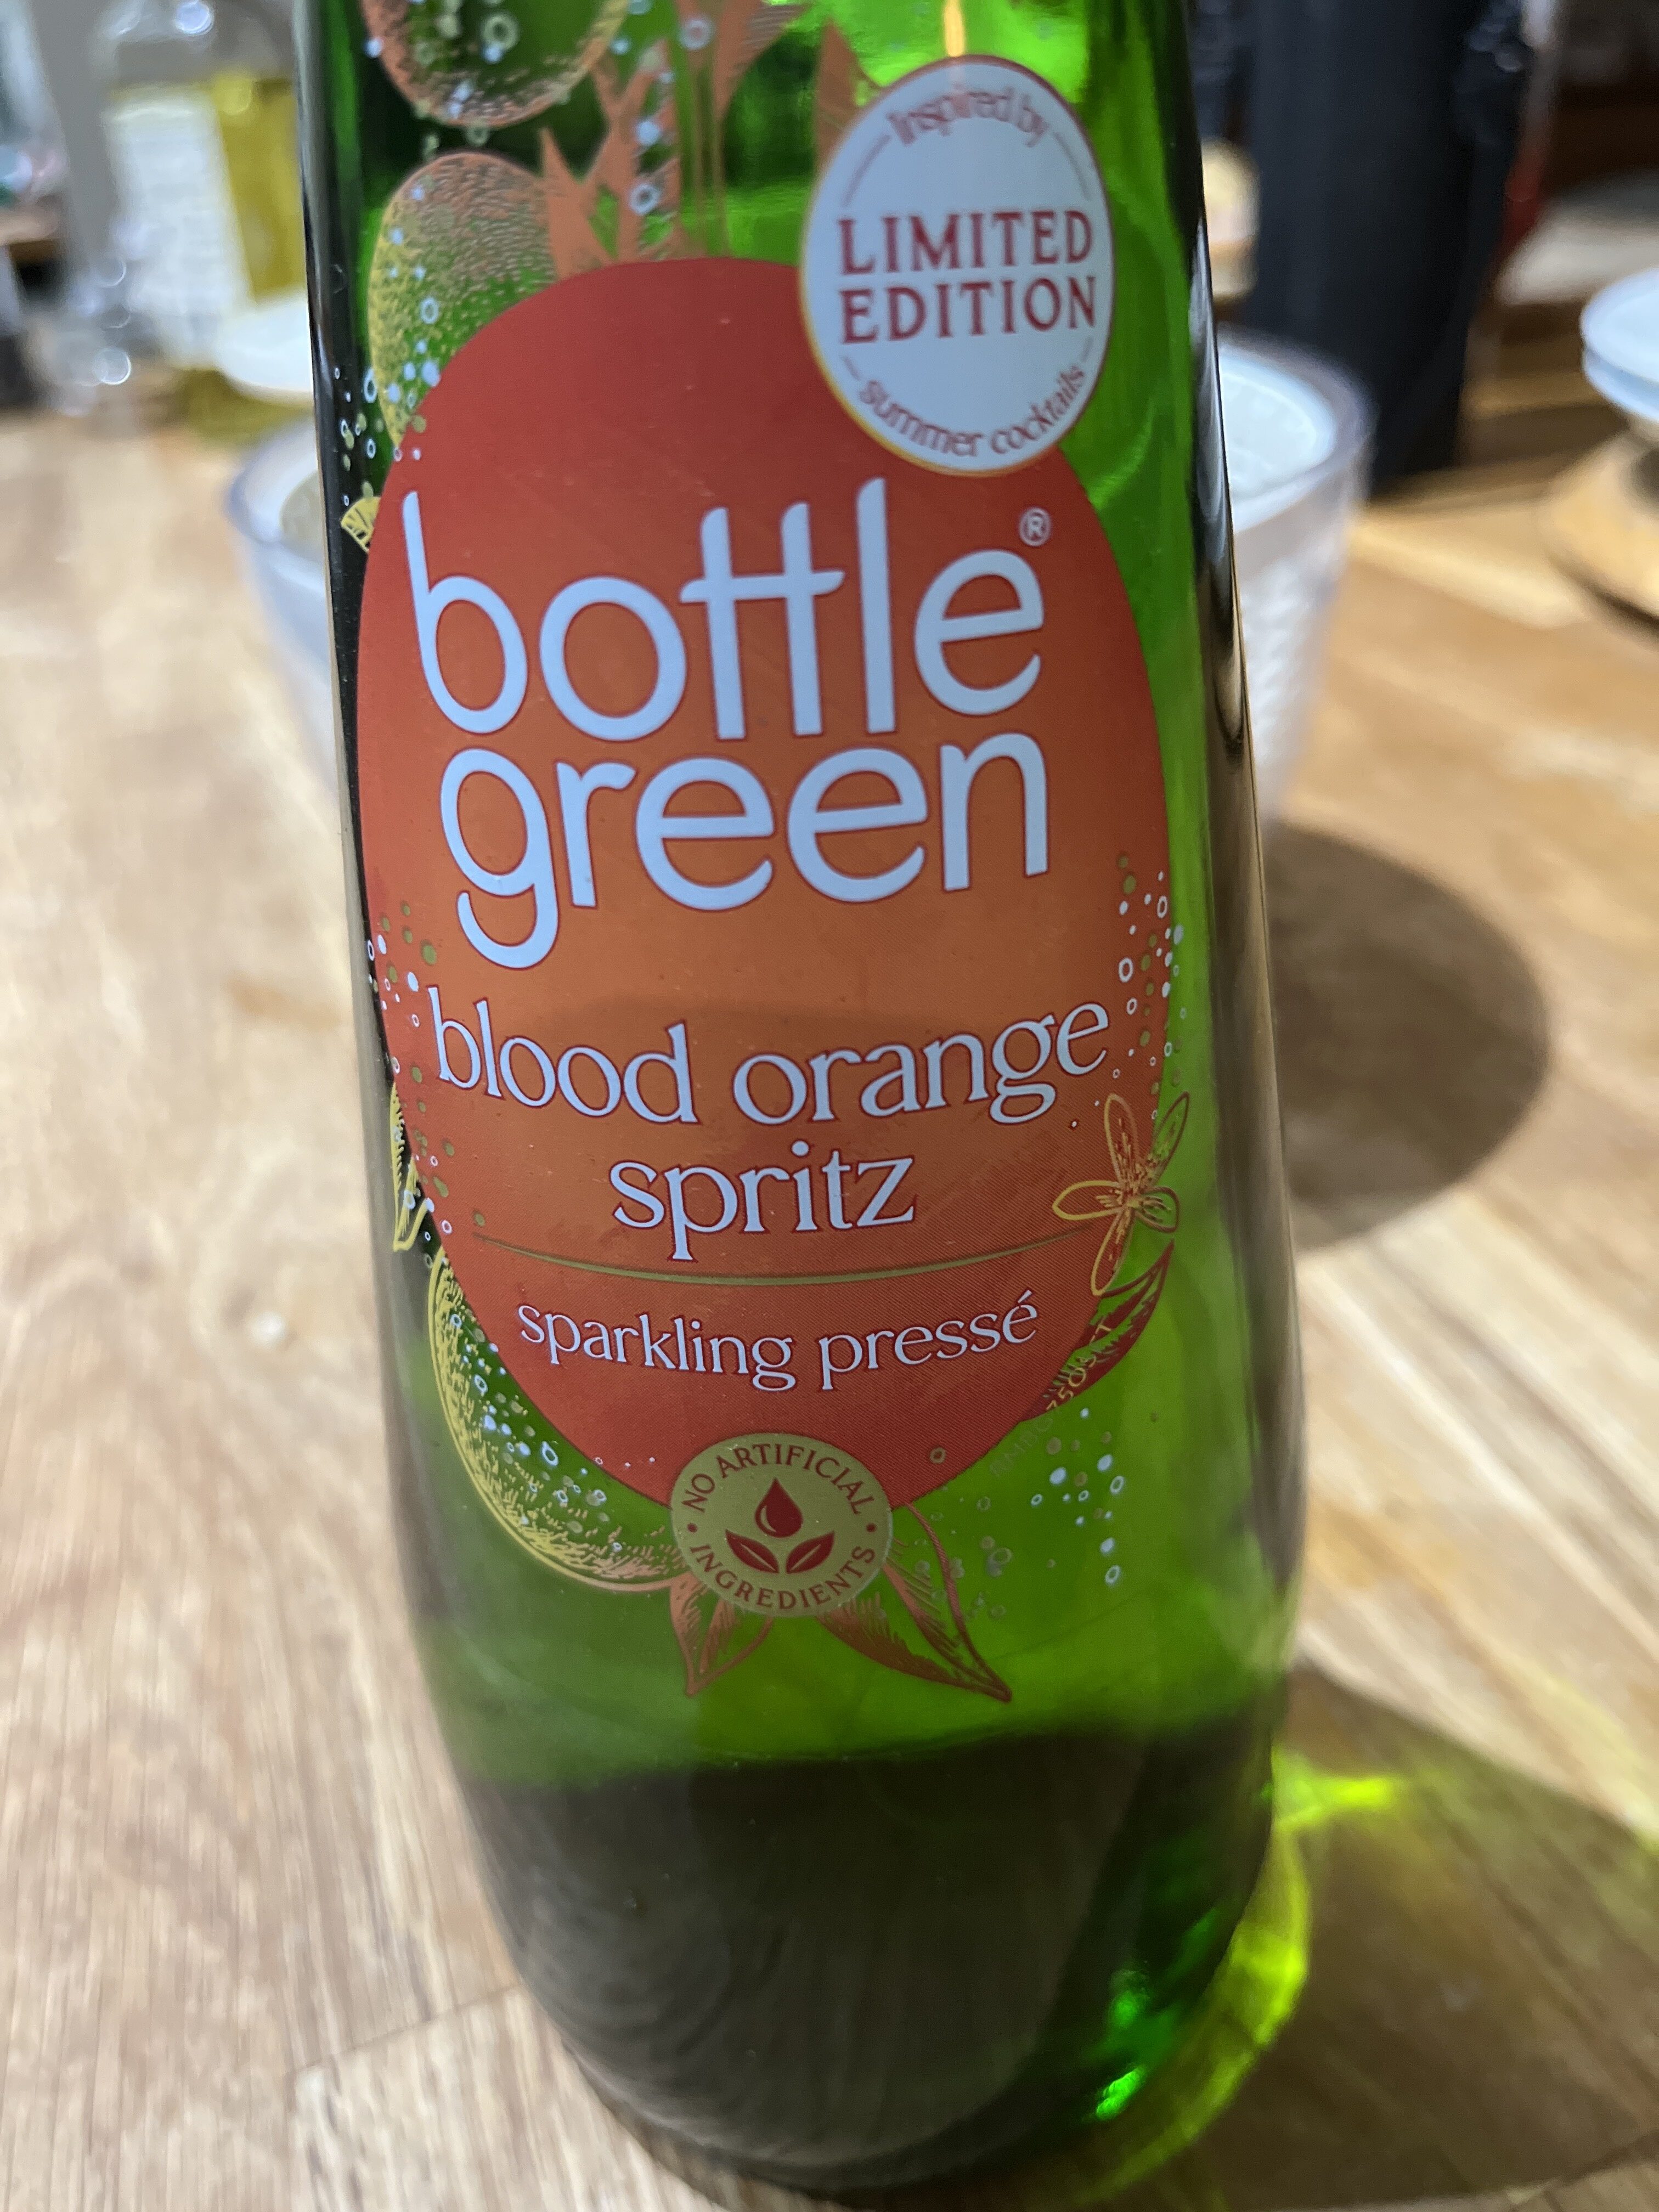 Inspired by
LIMITED
EDITION
summer cocktails
bottle®
green
blood orange
spritz
sparkling pressé
NO ARTIFICIAL
INGREDIENTS